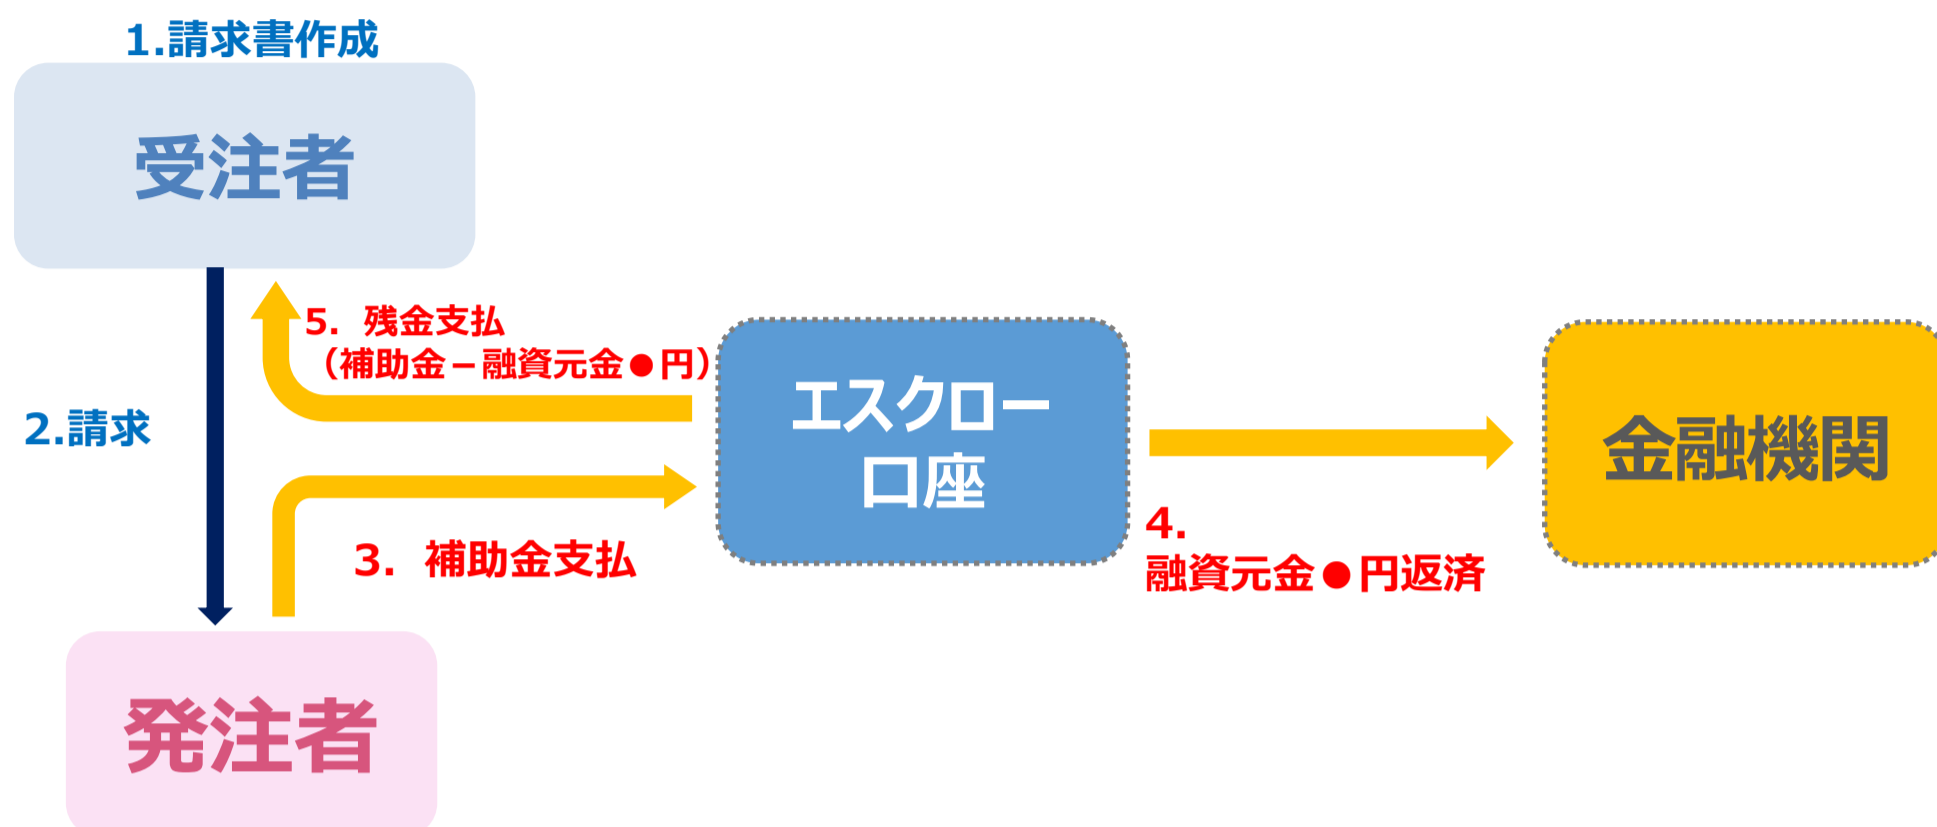 1.請求書作成
受注者
5. 残金支払
（補助金－融資元金●円）
2.請求
エスクロー
口座
金融機関
3. 補助金支払
4.
融資元金●円返済
発注者